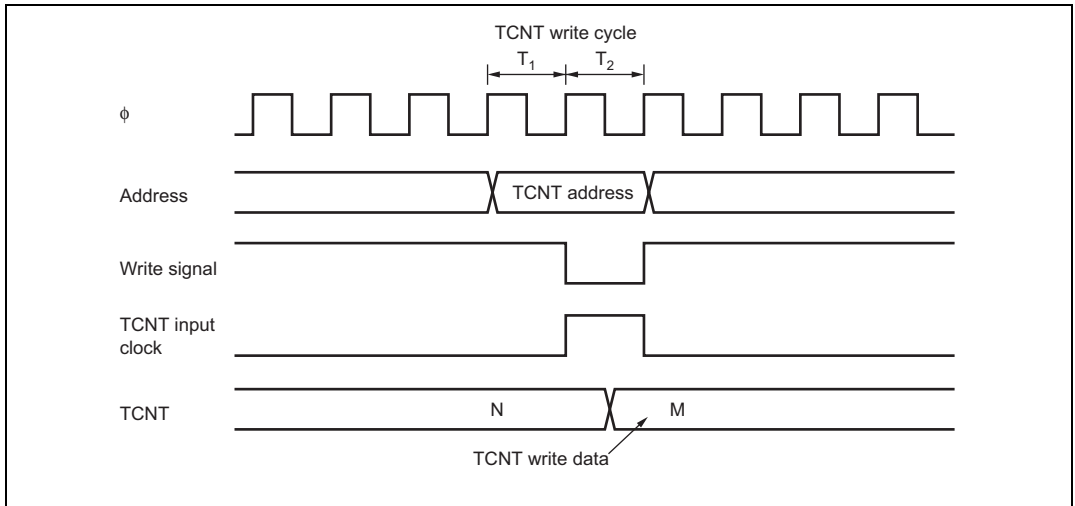 TCNT write cycle
T₁ T₂
φ
Address
TCNT address
Write signal
TCNT input
clock
TCNT
N M
TCNT write data